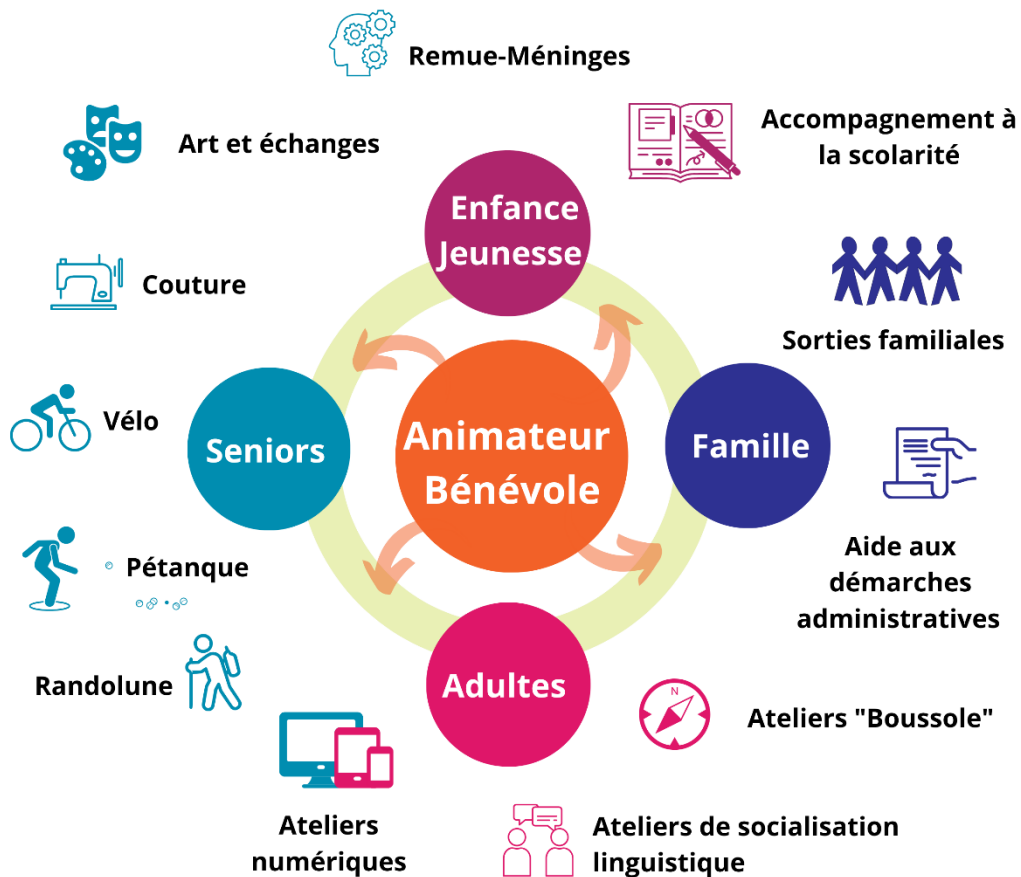 Remue-Méninges
Art et échanges
Accompagnement à
la scolarité
Enfance
Jeunesse
Couture
Sorties familiales
Vélo
Seniors
Animateur
Bénévole
Famille
Pétanque
Aide aux
démarches
administratives
Randolune
Adultes
N
Ateliers "Boussole"
Ateliers
numériques
Ateliers de socialisation
linguistique